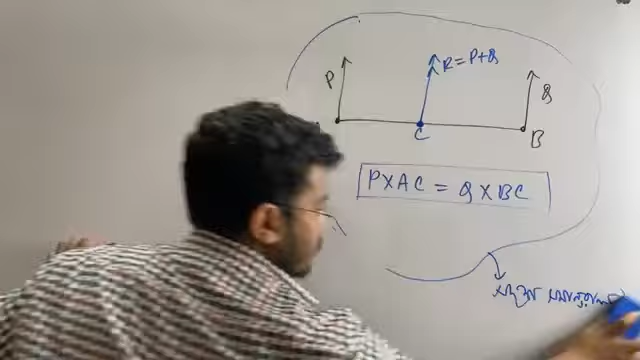 P
R = P+Q
Q
C
B
P X AC = Q X BC